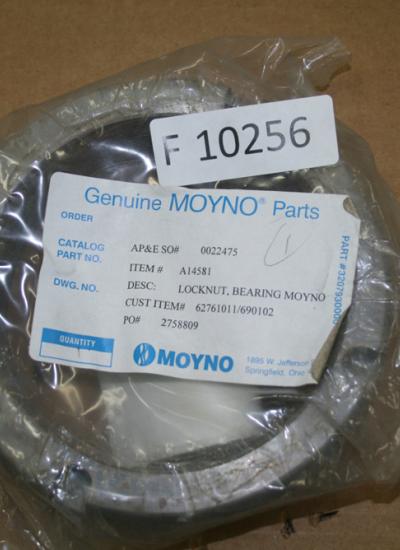 F 10256
Genuine MOYNO® Parts
ORDER
CATALOG
PART NO.
DWG. NO.
AP&E SO# 0022475
ITEM # A14581
DESC: LOCKNUT, BEARING MOYNO
CUST ITEM# 62761011/690102
PO# 2758809
1
QUANTITY
MOYNO
1895 W. Jefferson
Springfield, Ohio